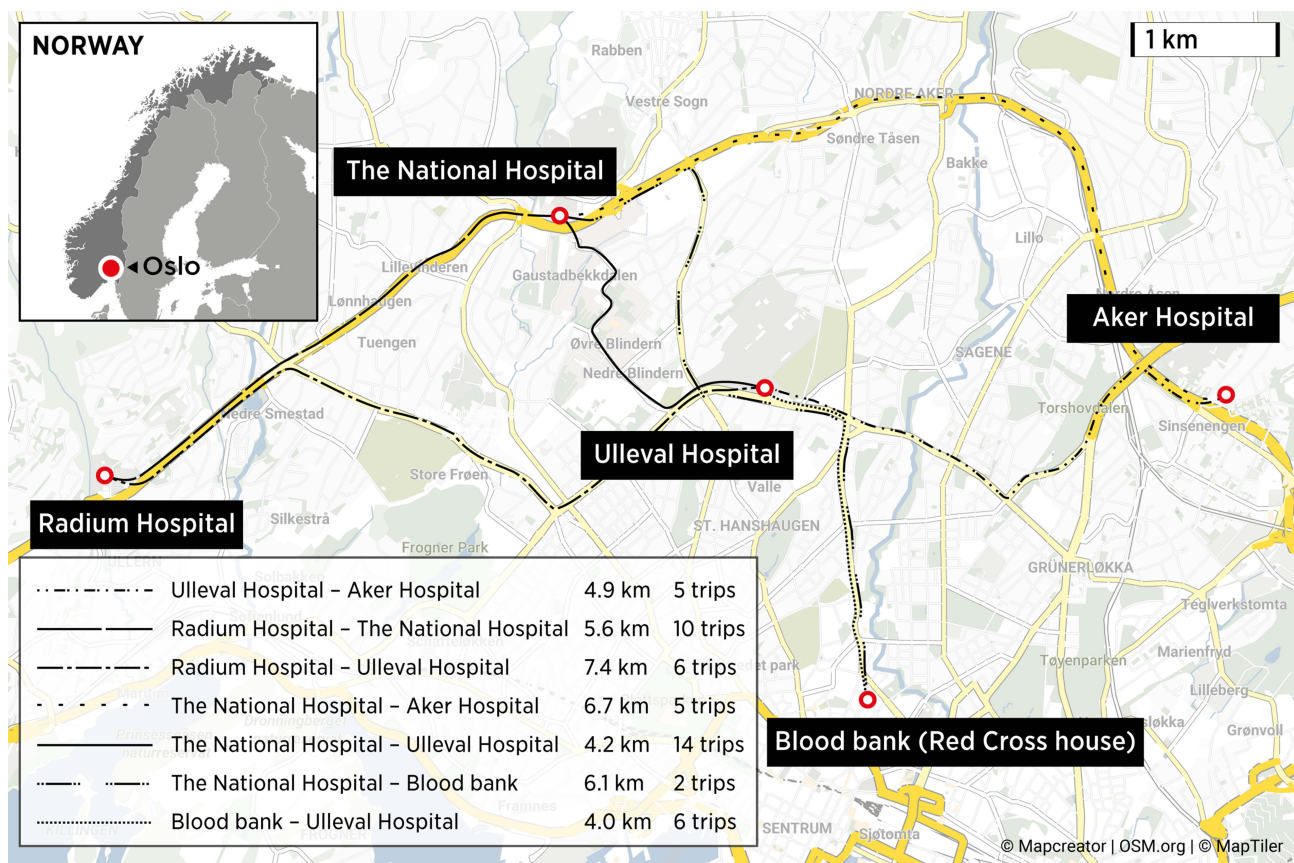 NORWAY
Oslo
1 km
Rabben
Vestre Sogn
NORDRE AKER
Søndre Tåsen
Bakke
The National Hospital
Lillo
Gaustadbekkdalen
Lønnhaugen
Nordre Åsen
Aker Hospital
Tuengen
Øvre Blindern
Nedre Blindern
SAGENE
Nedre Smestad
Torshovdalen
Sinsenengen
Ulleval Hospital
Store Frøen
Valle
Radium Hospital
Silkestrå
ST. HANSHAUGEN
Frogner Park
ULLERN
GRÜNERLØKKA
Ulleval Hospital – Aker Hospital 4.9 km 5 trips
Radium Hospital – The National Hospital 5.6 km 10 trips
Radium Hospital – Ulleval Hospital 7.4 km 6 trips
The National Hospital – Aker Hospital 6.7 km 5 trips
The National Hospital – Ulleval Hospital 4.2 km 14 trips
The National Hospital – Blood bank 6.1 km 2 trips
Blood bank – Ulleval Hospital 4.0 km 6 trips
Teglverkstomta
Marienfryd
Tøyenparken
Lilleberg
Grønvoll
Blood bank (Red Cross house)
SENTRUM
Sjøtomta
© Mapcreator | OSM.org | © MapTiler